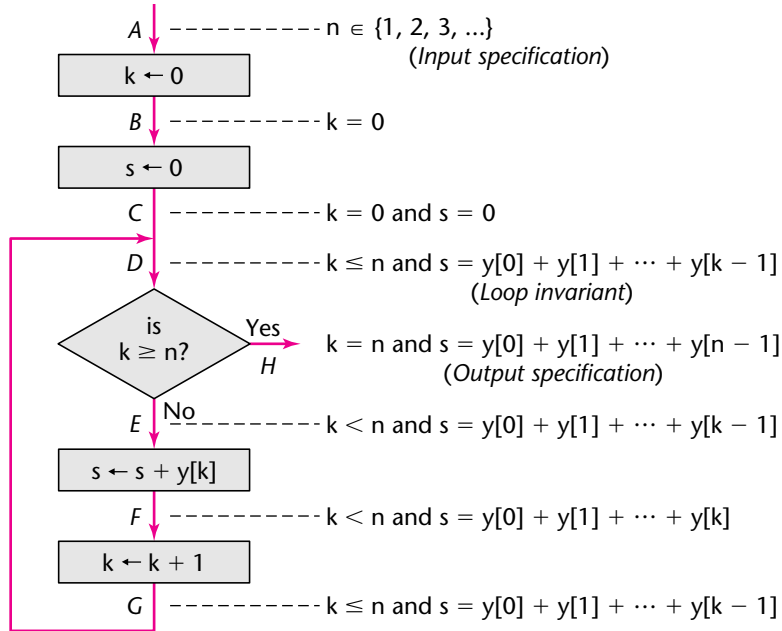 A n ∈ {1, 2, 3, ...}
(Input specification)
k ← 0
B k = 0
s ← 0
C k = 0 and s = 0
D k ≤ n and s = y[0] + y[1] + ⋯ + y[k − 1]
(Loop invariant)
is
k ≥ n?
Yes
H
k = n and s = y[0] + y[1] + ⋯ + y[n − 1]
(Output specification)
No
E k < n and s = y[0] + y[1] + ⋯ + y[k − 1]
s ← s + y[k]
F k < n and s = y[0] + y[1] + ⋯ + y[k]
k ← k + 1
G k ≤ n and s = y[0] + y[1] + ⋯ + y[k − 1]